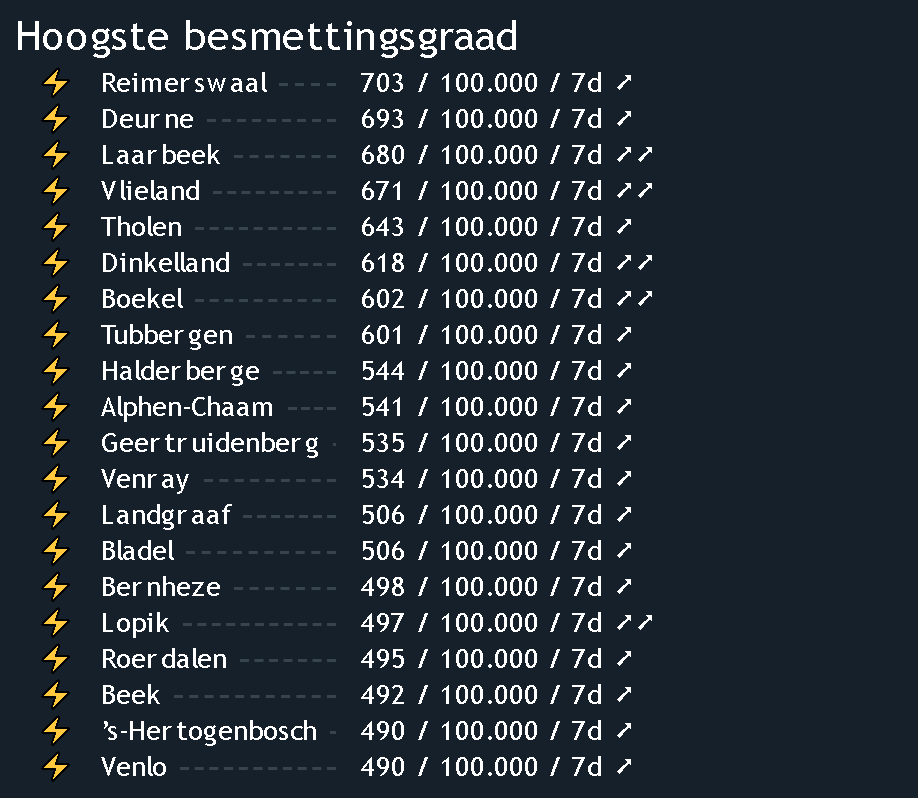 Hoogste besmettingsgraad
⚡ Reimerswaal ---- 703 / 100.000 / 7d ➚
⚡ Deurne --------- 693 / 100.000 / 7d ➚
⚡ Laarbeek ------- 680 / 100.000 / 7d ➚➚
⚡ Vlieland --------- 671 / 100.000 / 7d ➚➚
⚡ Tholen ---------- 643 / 100.000 / 7d ➚
⚡ Dinkelland ------- 618 / 100.000 / 7d ➚➚
⚡ Boekel ---------- 602 / 100.000 / 7d ➚➚
⚡ Tubbergen ------ 601 / 100.000 / 7d ➚
⚡ Halderberge ----- 544 / 100.000 / 7d ➚
⚡ Alphen-Chaam ---- 541 / 100.000 / 7d ➚
⚡ Geertruidenberg - 535 / 100.000 / 7d ➚
⚡ Venray --------- 534 / 100.000 / 7d ➚
⚡ Landgraaf ------- 506 / 100.000 / 7d ➚
⚡ Bladel ----------- 506 / 100.000 / 7d ➚
⚡ Bernheze -------- 498 / 100.000 / 7d ➚
⚡ Lopik ----------- 497 / 100.000 / 7d ➚➚
⚡ Roerdalen ------- 495 / 100.000 / 7d ➚
⚡ Beek ------------ 492 / 100.000 / 7d ➚
⚡ ’s-Hertogenbosch - 490 / 100.000 / 7d ➚
⚡ Venlo ----------- 490 / 100.000 / 7d ➚